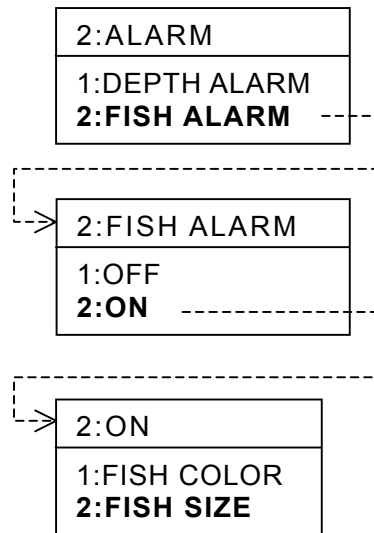 2:ALARM
1:DEPTH ALARM
2:FISH ALARM
2:FISH ALARM
1:OFF
2:ON
2:ON
1:FISH COLOR
2:FISH SIZE